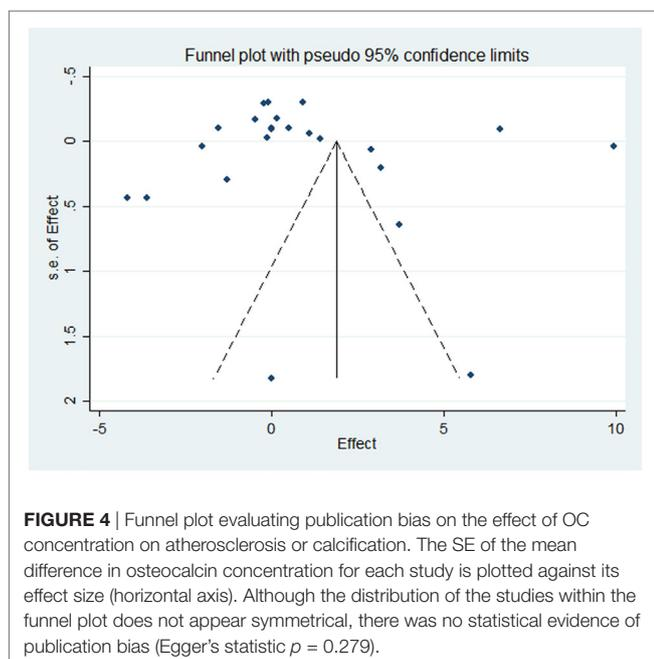 Funnel plot with pseudo 95% confidence limits
-.5
0
.5
1
1.5
2
s.e. of Effect
-5
0
5
10
Effect
FIGURE 4 | Funnel plot evaluating publication bias on the effect of OC
concentration on atherosclerosis or calcification. The SE of the mean
difference in osteocalcin concentration for each study is plotted against its
effect size (horizontal axis). Although the distribution of the studies within the
funnel plot does not appear symmetrical, there was no statistical evidence of
publication bias (Egger's statistic p = 0.279).